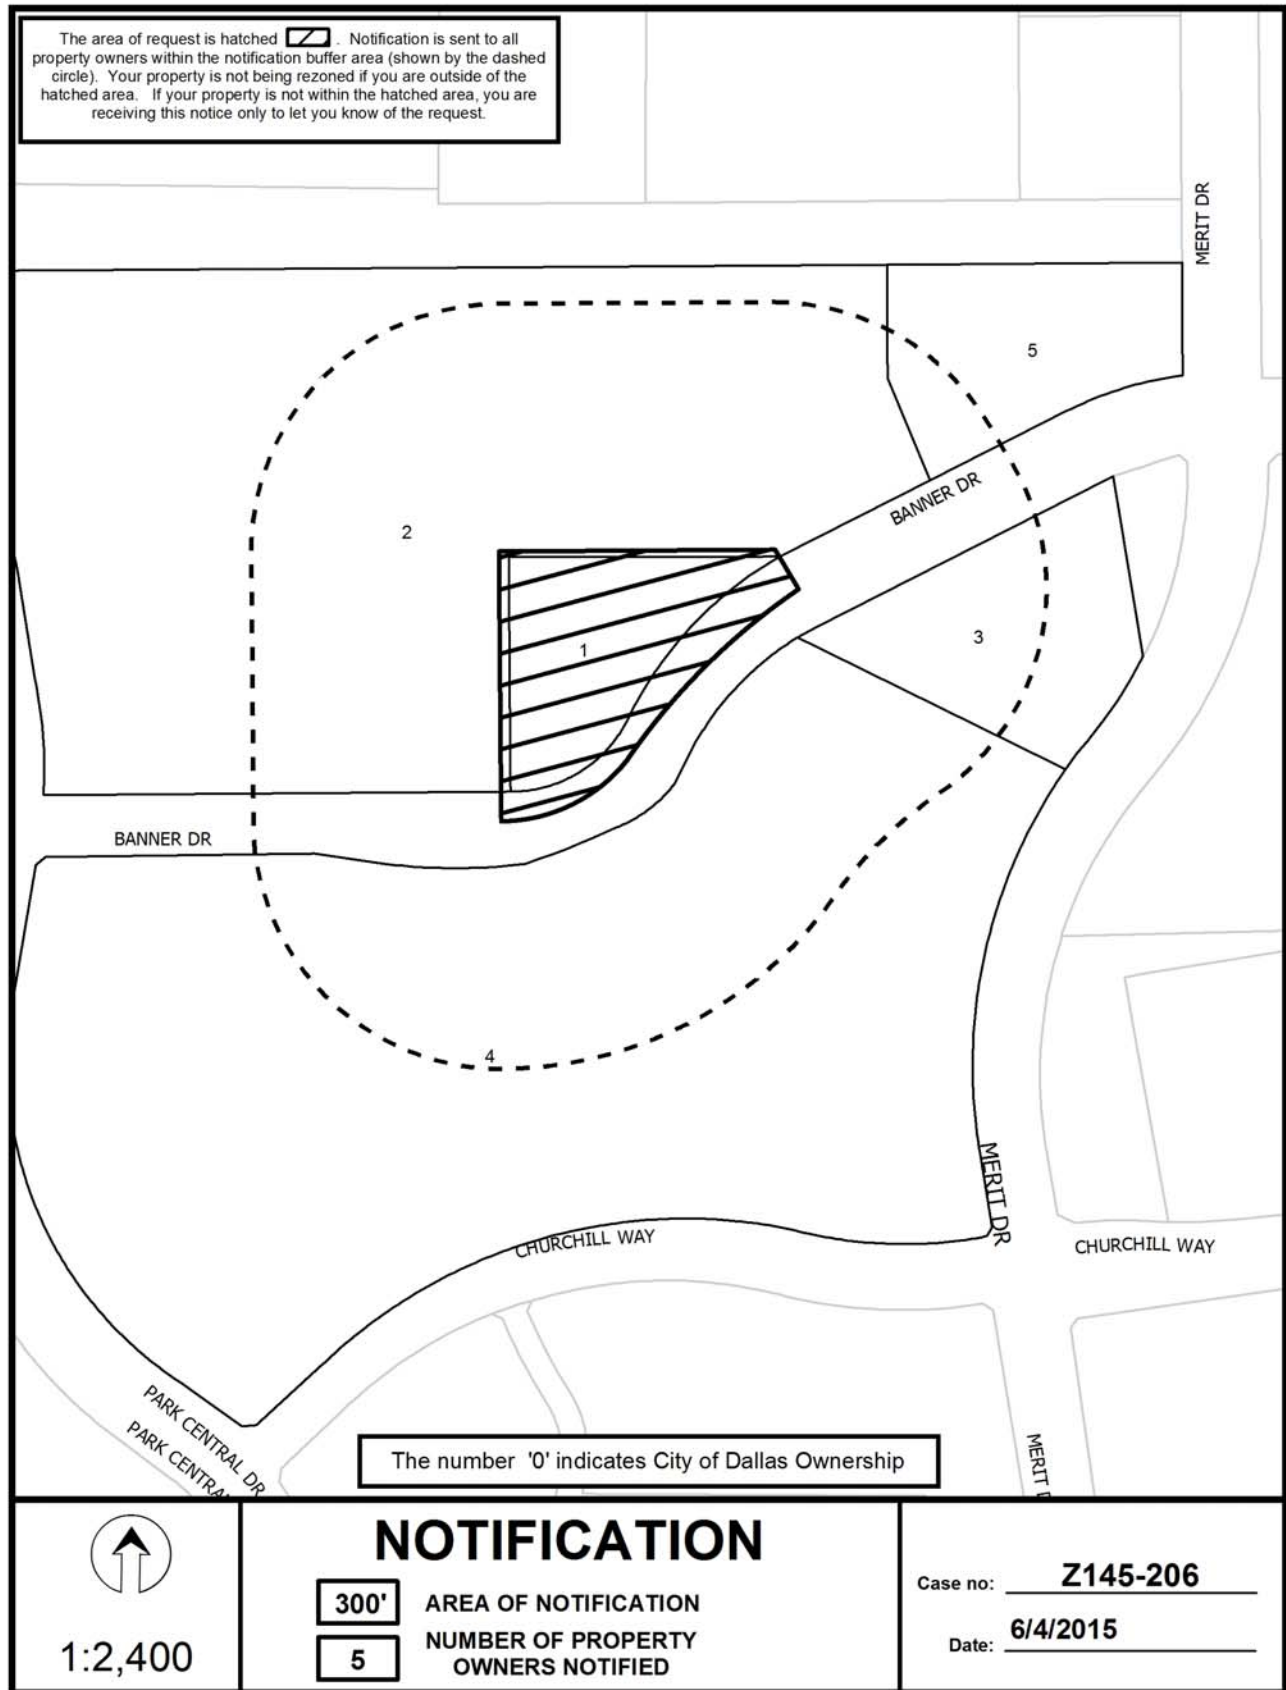 The area of request is hatched . Notification is sent to all
property owners within the notification buffer area (shown by the dashed
circle). Your property is not being rezoned if you are outside of the
hatched area. If your property is not within the hatched area, you are
receiving this notice only to let you know of the request.
MERIT DR
5
BANNER DR
2
3
1
BANNER DR
4
MERIT DR
CHURCHILL WAY
CHURCHILL WAY
PARK CENTRAL DR
PARK CENTRA
MERIT D
The number '0' indicates City of Dallas Ownership
1:2,400
NOTIFICATION
300' AREA OF NOTIFICATION
5 NUMBER OF PROPERTY
OWNERS NOTIFIED
Case no: Z145-206
Date: 6/4/2015